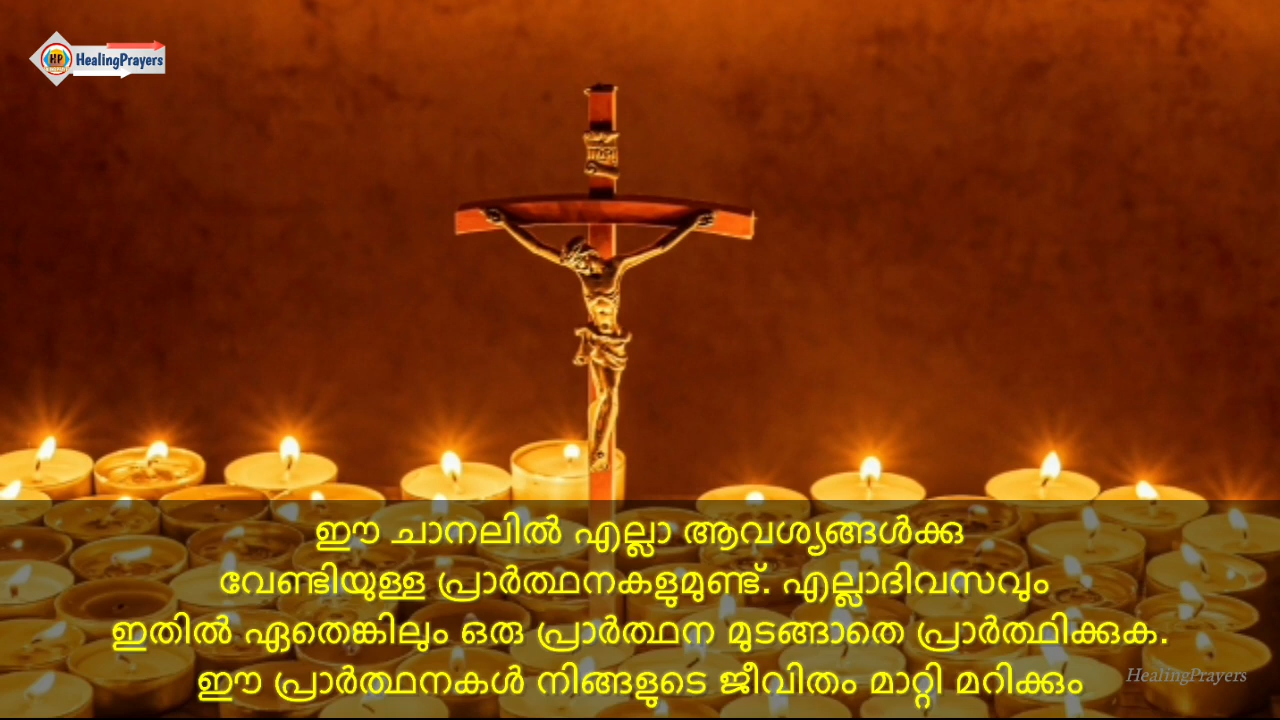 HP HealingPrayers
ഈ ചാനലിൽ എല്ലാ ആവശ്യങ്ങൾക്കു
വേണ്ടിയുള്ള പ്രാർത്ഥനകളുമുണ്ട്. എല്ലാദിവസവും
ഇതിൽ ഏതെങ്കിലും ഒരു പ്രാർത്ഥന മുടങ്ങാതെ പ്രാർത്ഥിക്കുക.
ഈ പ്രാർത്ഥനകൾ നിങ്ങളുടെ ജീവിതം മാറ്റി മറിക്കും
HealingPrayers